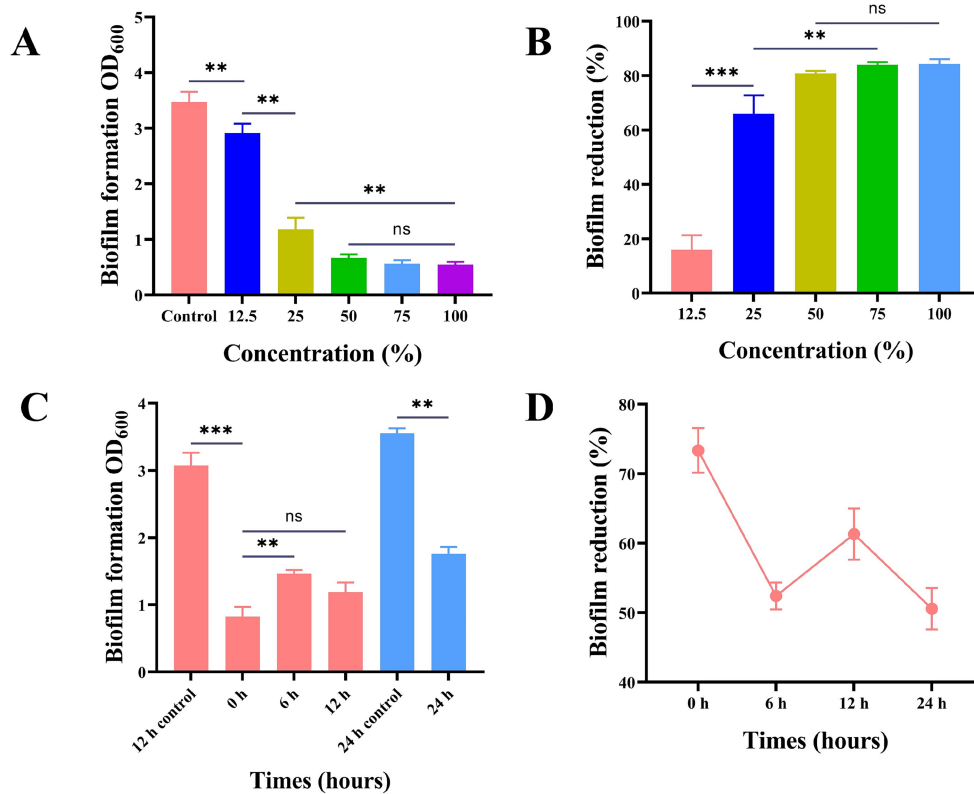 A
Biofilm formation OD600
5
4
3
2
1
0
**
**
**
ns
Control 12.5 25 50 75 100
Concentration (%)
B
Biofilm reduction (%)
100
80
60
40
20
0
***
**
ns
12.5 25 50 75 100
Concentration (%)
C
Biofilm formation OD600
4
3
2
1
0
***
**
ns
**
12 h control 0 h 6 h 12 h 24 h control 24 h
Times (hours)
D
Biofilm reduction (%)
80
70
60
50
40
0 h 6 h 12 h 24 h
Times (hours)